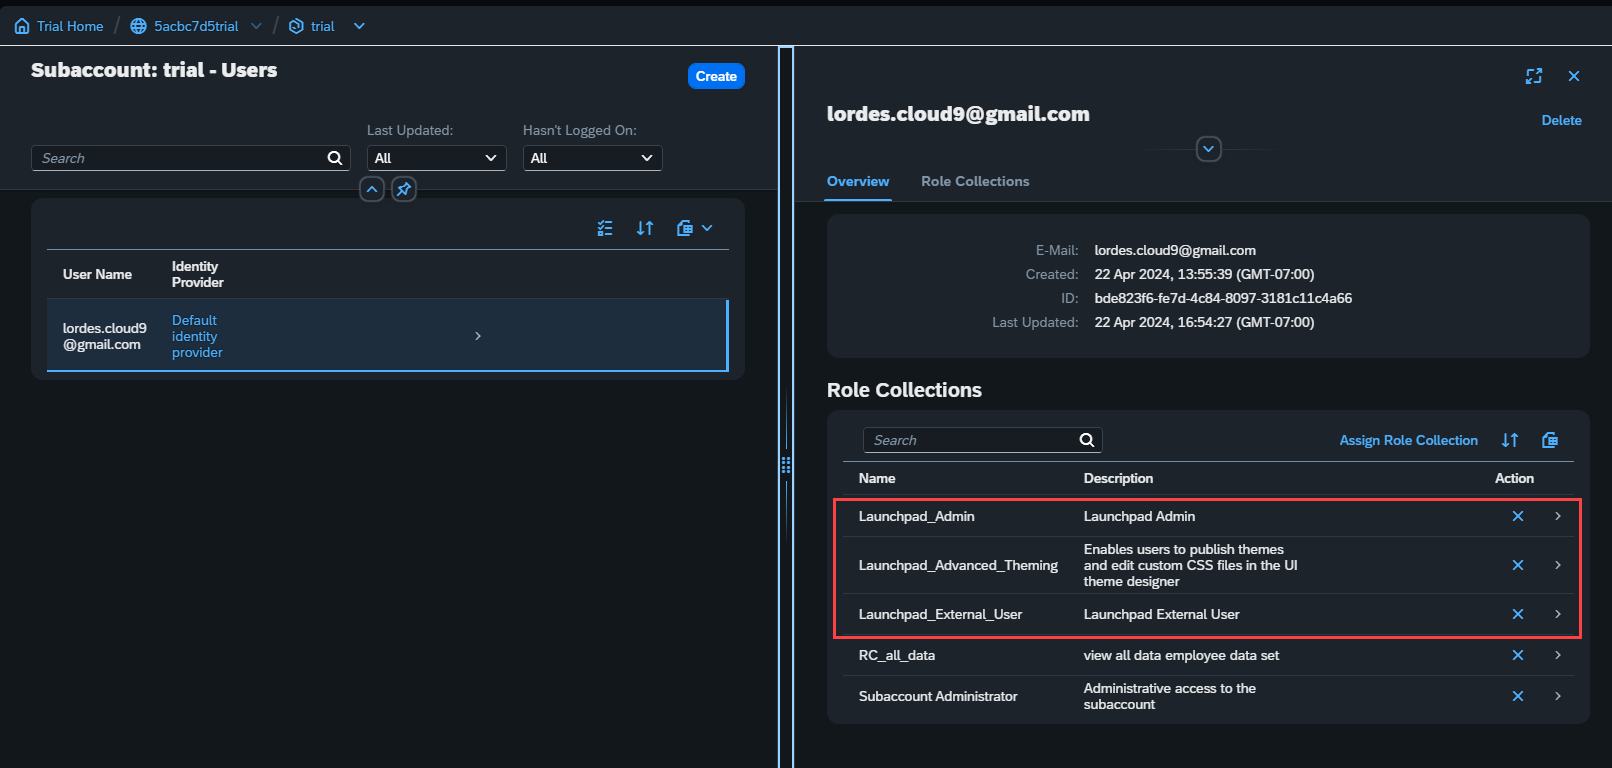 Trial Home / 5acbc7d5trial / trial
Subaccount: trial - Users
Create
Last Updated:
Hasn't Logged On:
Search
All
All
User Name
Identity
Provider
lordes.cloud9
@gmail.com
Default
identity
provider
lordes.cloud9@gmail.com
Delete
Overview
Role Collections
E-Mail: lordes.cloud9@gmail.com
Created: 22 Apr 2024, 13:55:39 (GMT-07:00)
ID: bde823f6-fe7d-4c84-8097-3181c11c4a66
Last Updated: 22 Apr 2024, 16:54:27 (GMT-07:00)
Role Collections
Search
Assign Role Collection
Name Description Action
Launchpad_Admin Launchpad Admin
Launchpad_Advanced_Theming
Enables users to publish themes
and edit custom CSS files in the UI
theme designer
Launchpad_External_User Launchpad External User
RC_all_data view all data employee data set
Subaccount Administrator
Administrative access to the
subaccount